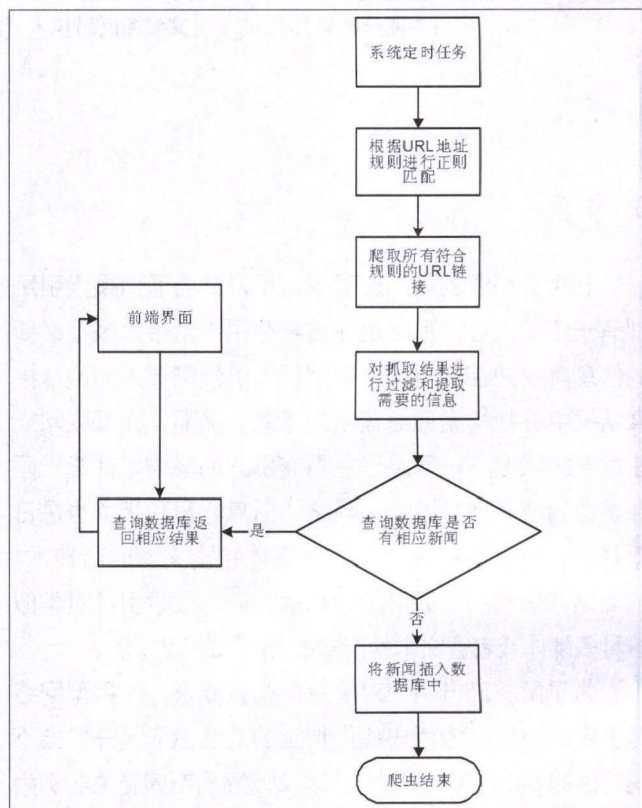 系统定时任务
根据URL地址
规则进行正则
匹配
爬取所有符合
规则的URL链
接
前端界面
对抓取结果进
行过滤和提取
需要的信息
查询数据库返
回相应结果
是
查询数据库是否
有相应新闻
否
将新闻插入数
据库中
爬虫结束